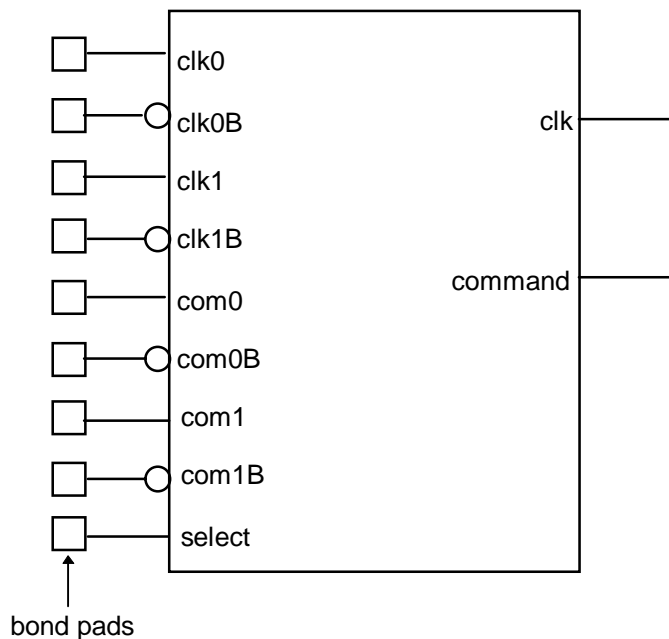 clk0
clk0B
clk
clk1
clk1B
command
com0
com0B
com1
com1B
select
bond pads